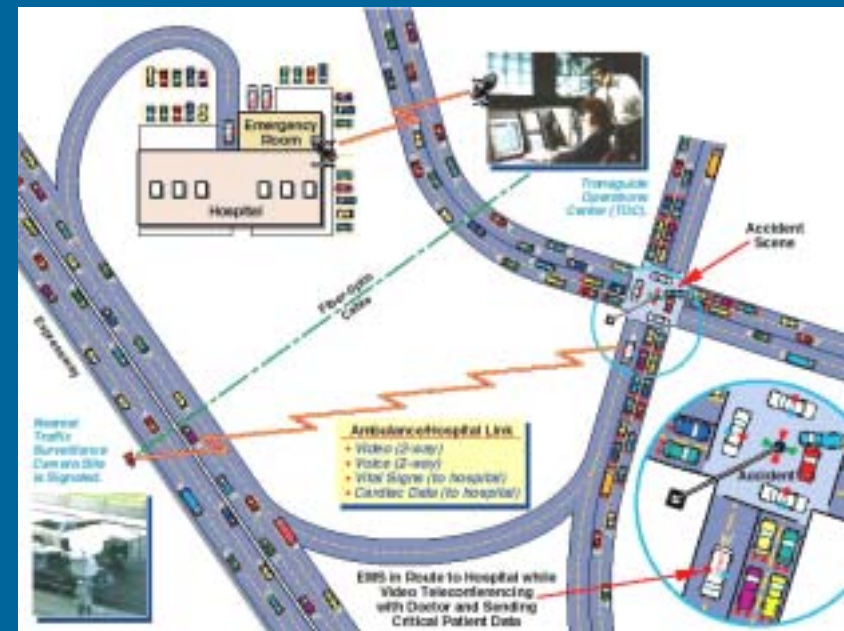 Emergency
Room
Hospital
Transguide
Operations
Center (TOC).
Accident
Scene
Fiber-Optic
Cable
Expressway
Nearest
Traffic
Surveillance
Camera Site
is Signaled.
Ambulance/Hospital Link
• Video (2-way)
• Voice (2-way)
• Vital Signs (to hospital)
• Cardiac Data (to hospital)
Accident
EMS in Route to Hospital while
Video Teleconferencing
with Doctor and Sending
Critical Patient Data